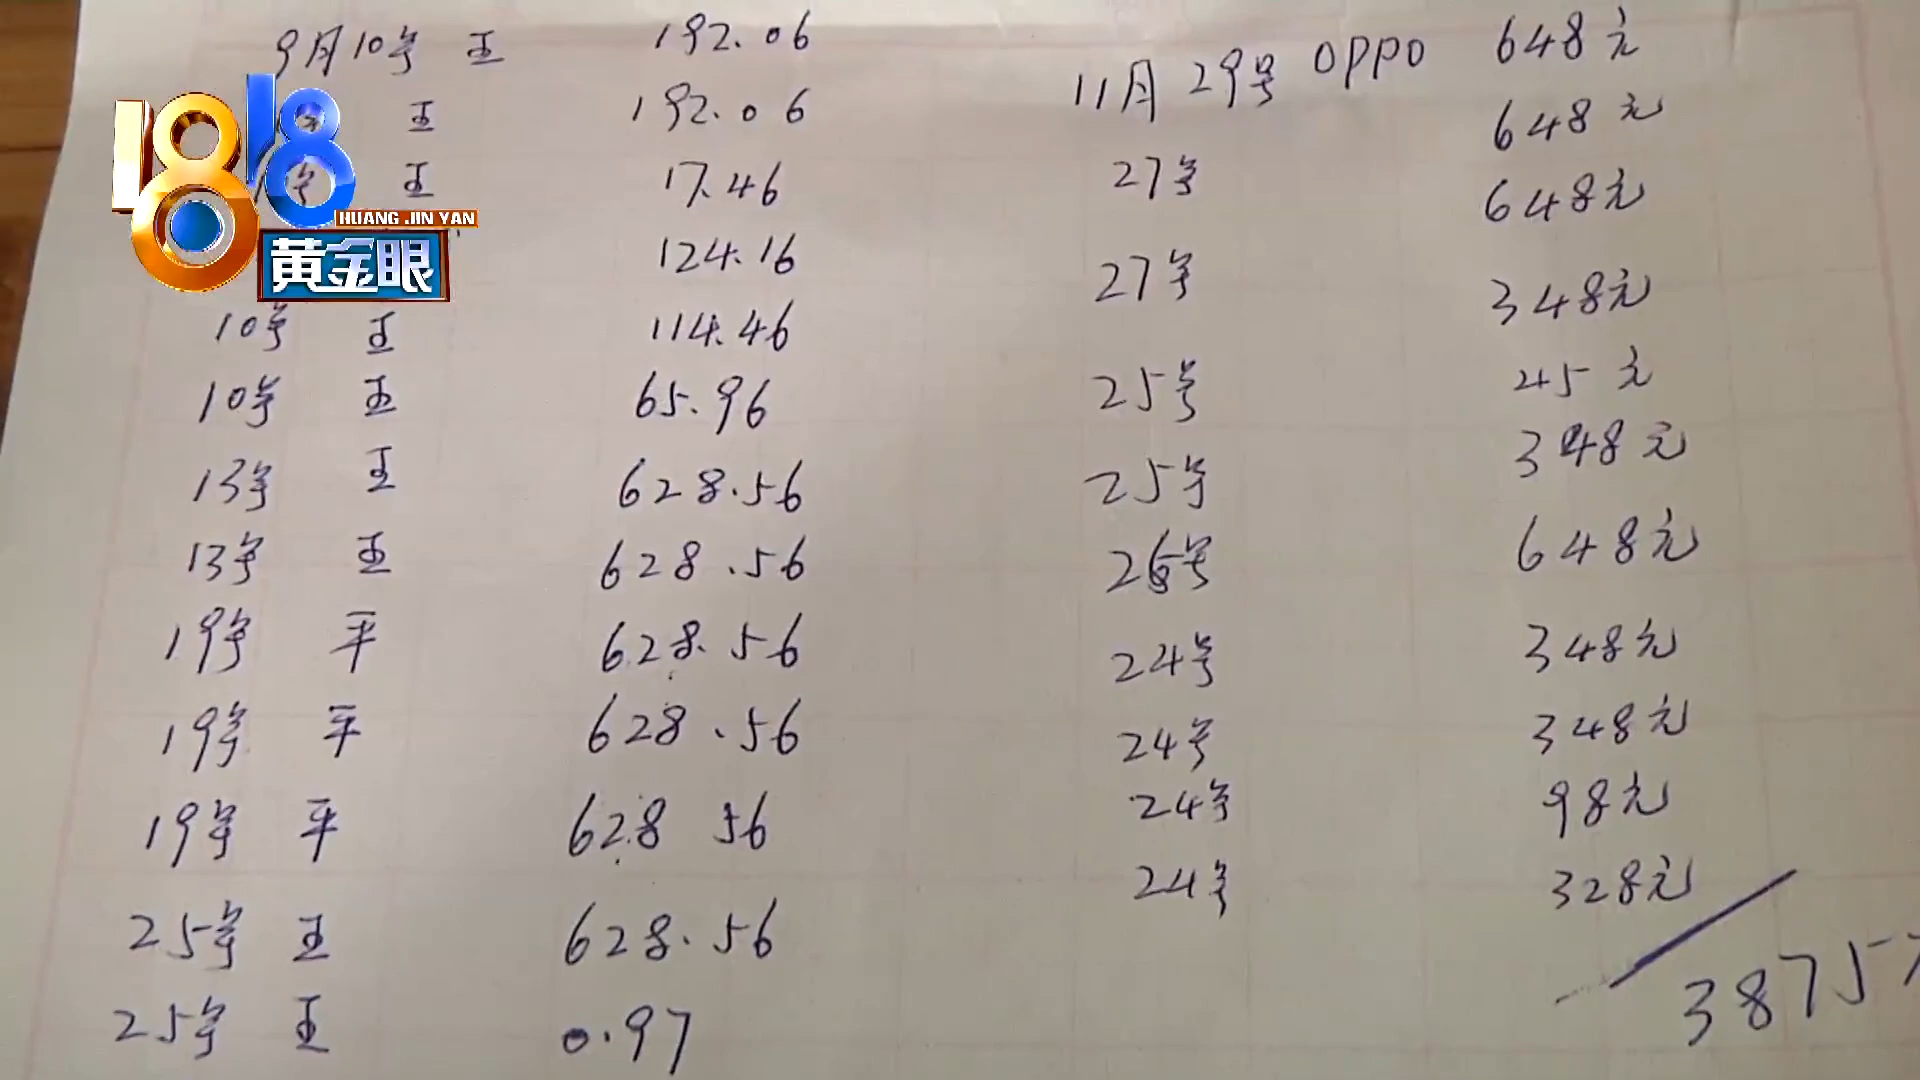 9月10号 王 192.06
王 192.06
号 王 17.46
124.16
10号 王 114.46
10号 王 65.96
13号 王 628.56
13号 王 628.56
19号 平 628.56
19号 平 628.56
19号 平 628 56
25号 王 628.56
25号 王 0.97
11月29号 OPPO 648元
648元
27号 648元
27号 348元
25号 45元
25号 348元
26号 648元
24号 348元
24号 348元
24号 98元
24号 328元
3875
1818
HUANG JIN YAN
黄金眼